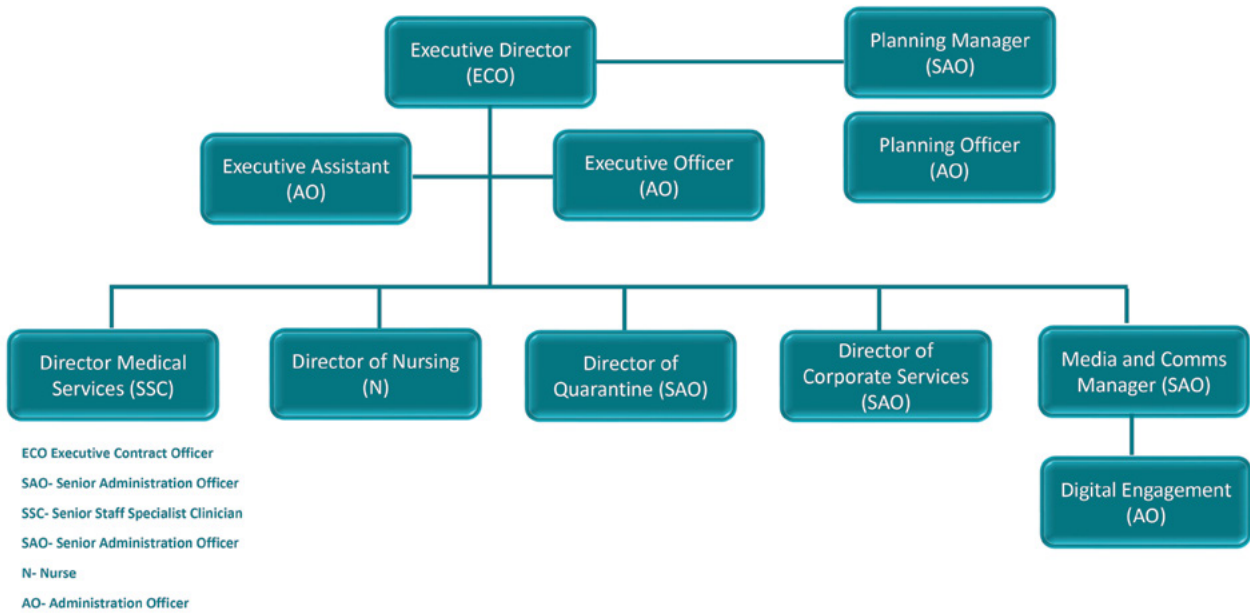 Executive Director
(ECO)
Planning Manager
(SAO)
Executive Assistant
(AO)
Executive Officer
(AO)
Planning Officer
(AO)
Director Medical
Services (SSC)
Director of Nursing
(N)
Director of
Quarantine (SAO)
Director of
Corporate Services
(SAO)
Media and Comms
Manager (SAO)
Digital Engagement
(AO)
ECO Executive Contract Officer
SAO- Senior Administration Officer
SSC- Senior Staff Specialist Clinician
SAO- Senior Administration Officer
N- Nurse
AO- Administration Officer